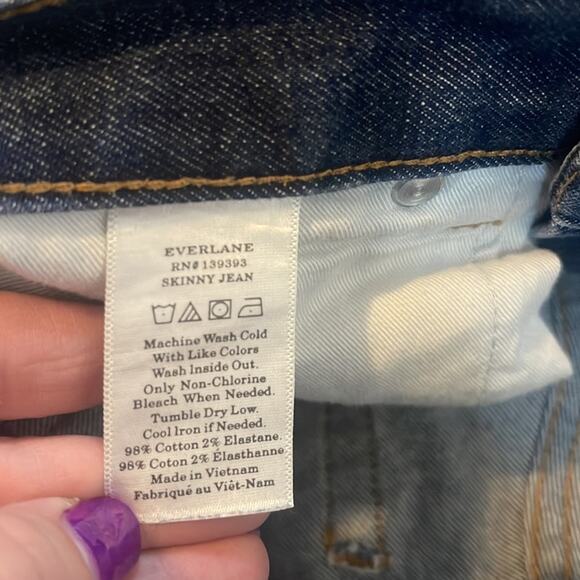 EVERLANE
RN# 139393
SKINNY JEAN
Machine Wash Cold
With Like Colors
Wash Inside Out.
Only Non-Chlorine
Bleach When Needed.
Tumble Dry Low.
Cool Iron if Needed.
98% Cotton 2% Elastane.
98% Coton 2% Elasthanne
Made in Vietnam
Fabriqué au Viêt-Nam